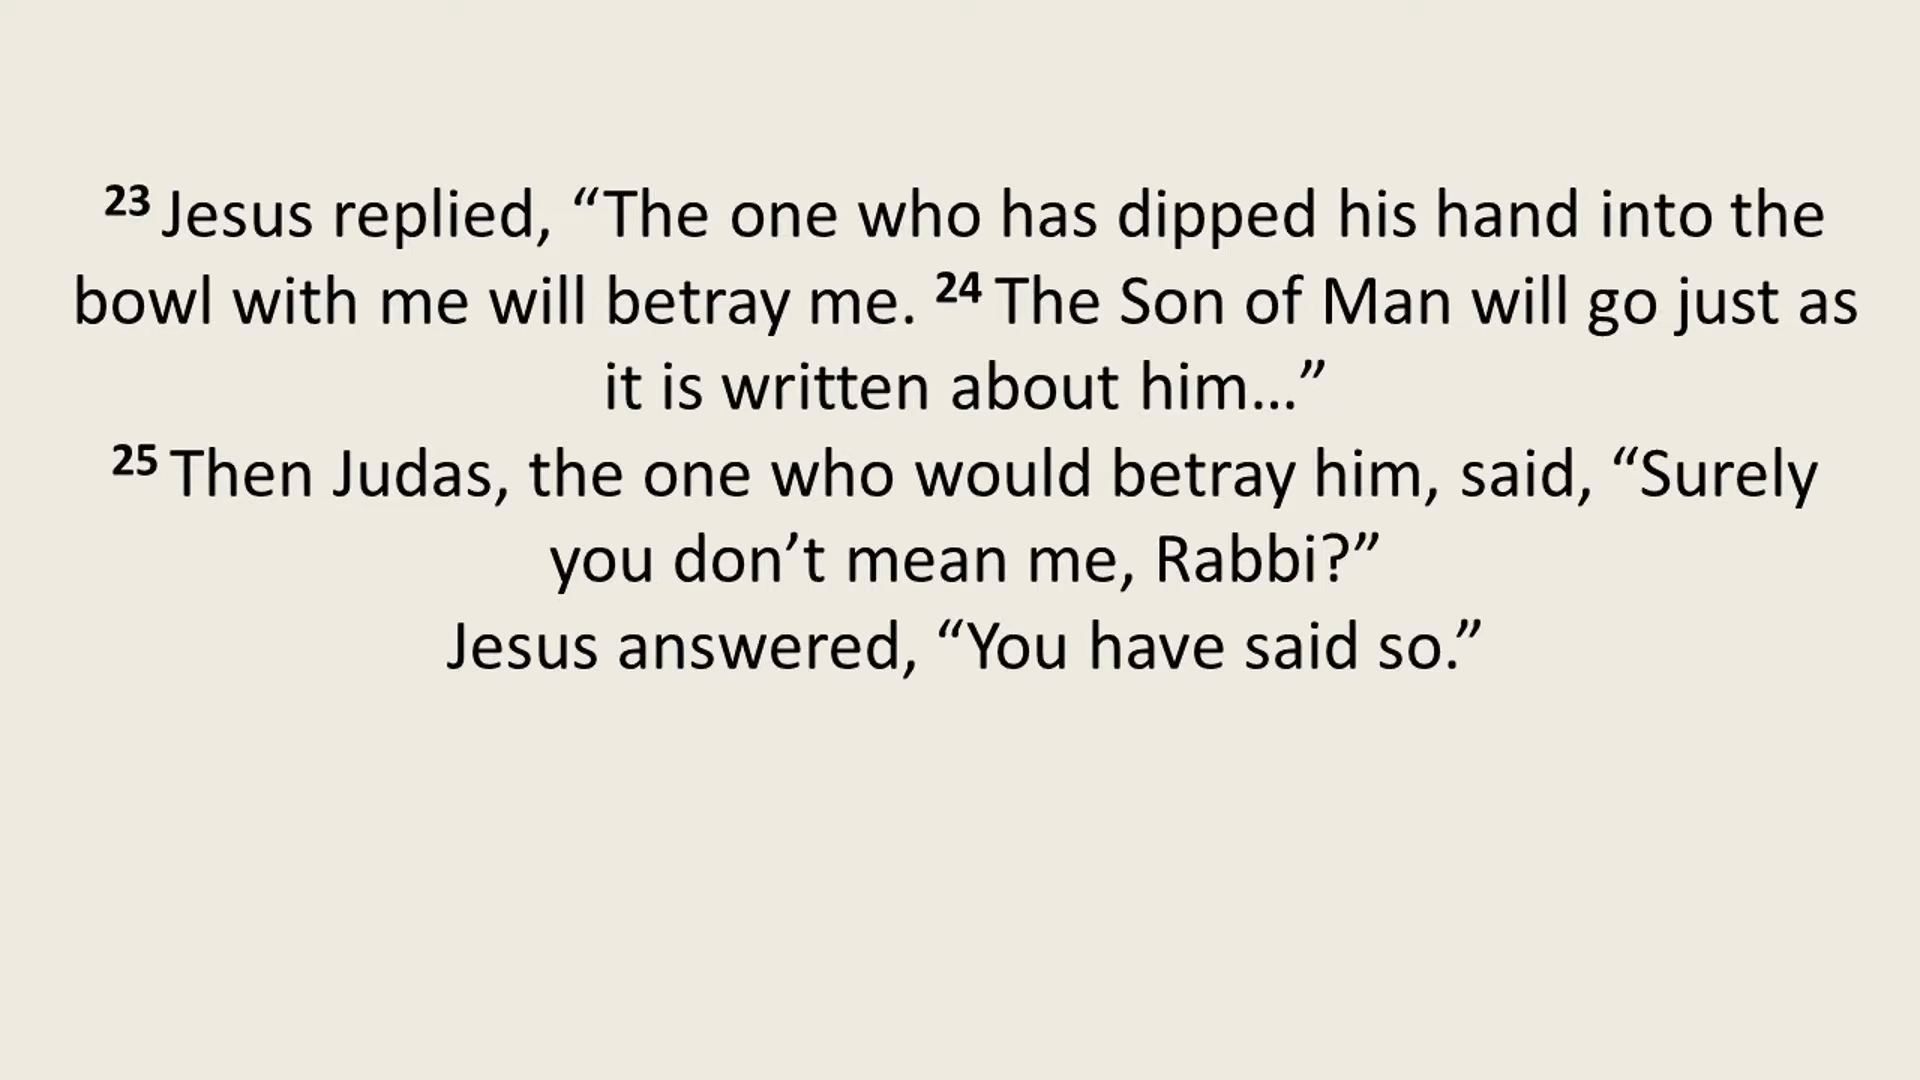 23 Jesus replied, “The one who has dipped his hand into the
bowl with me will betray me. 24 The Son of Man will go just as
it is written about him…”
25 Then Judas, the one who would betray him, said, “Surely
you don’t mean me, Rabbi?”
Jesus answered, “You have said so.”